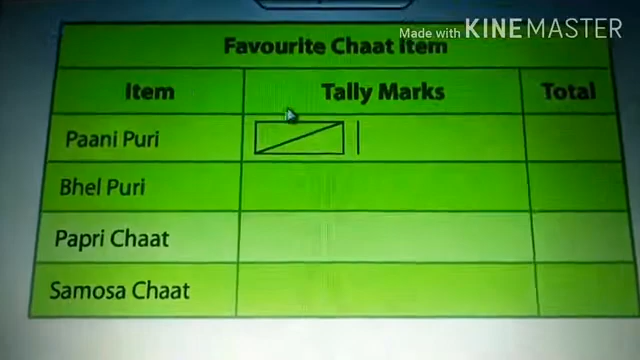 Made with KINEMASTER
Favourite Chaat Item
Item Tally Marks Total
Paani Puri
Bhel Puri
Papri Chaat
Samosa Chaat